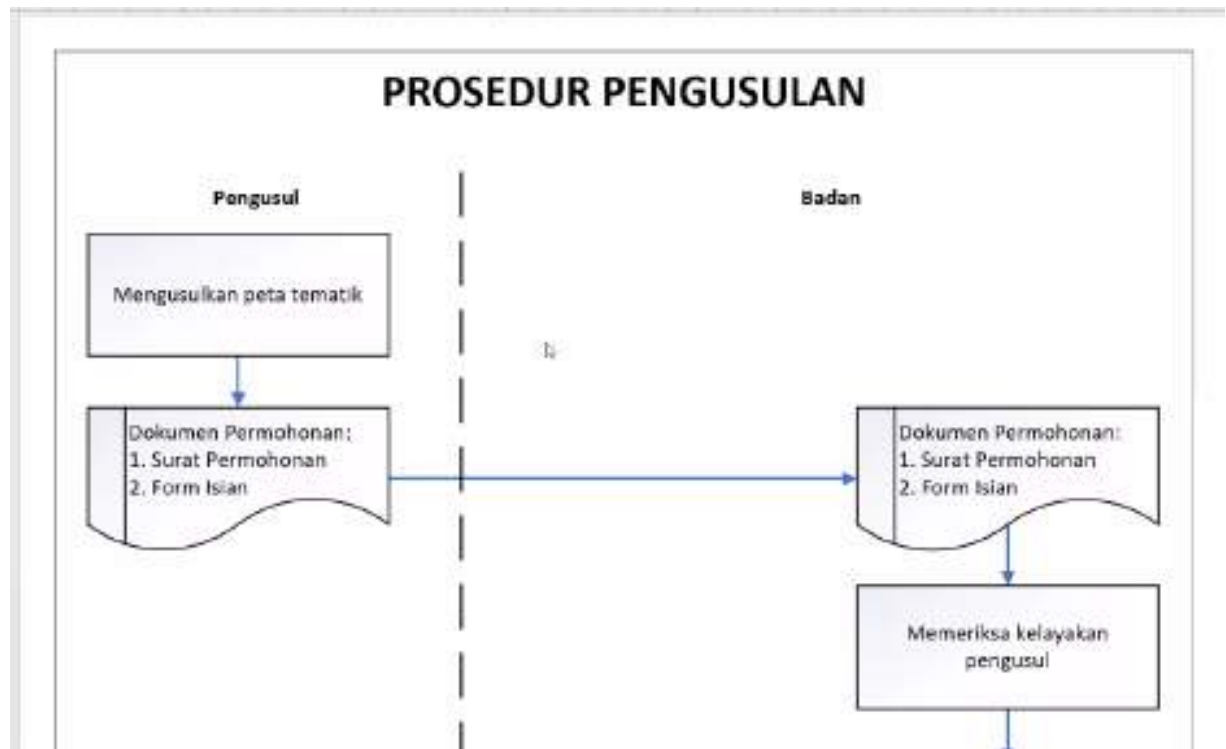 PROSEDUR PENGUSULAN
Pengusul
Badan
Mengusulkan peta tematik
Dokumen Permohonan:
1. Surat Permohonan
2. Form Isian
Dokumen Permohonan:
1. Surat Permohonan
2. Form Isian
Memeriksa kelayakan
pengusul